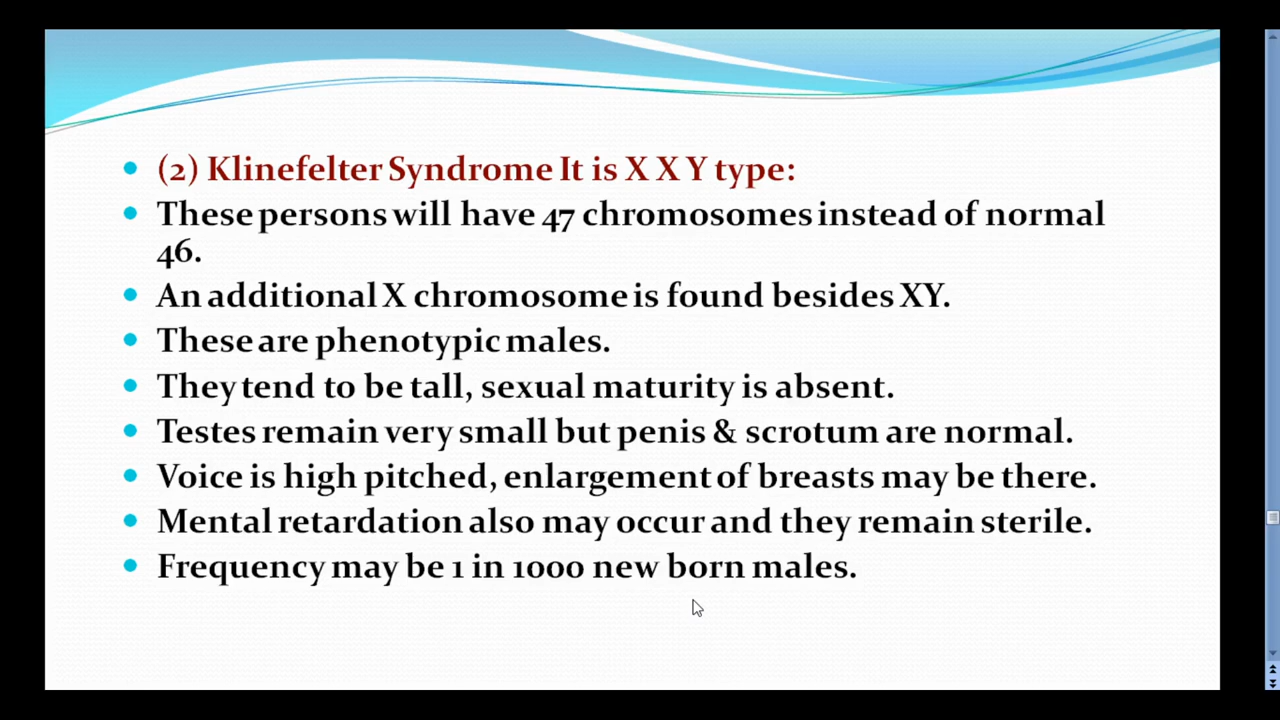 (2) Klinefelter Syndrome It is X X Y type:
These persons will have 47 chromosomes instead of normal
46.
An additional X chromosome is found besides XY.
These are phenotypic males.
They tend to be tall, sexual maturity is absent.
Testes remain very small but penis & scrotum are normal.
Voice is high pitched, enlargement of breasts may be there.
Mental retardation also may occur and they remain sterile.
Frequency may be 1 in 1000 new born males.